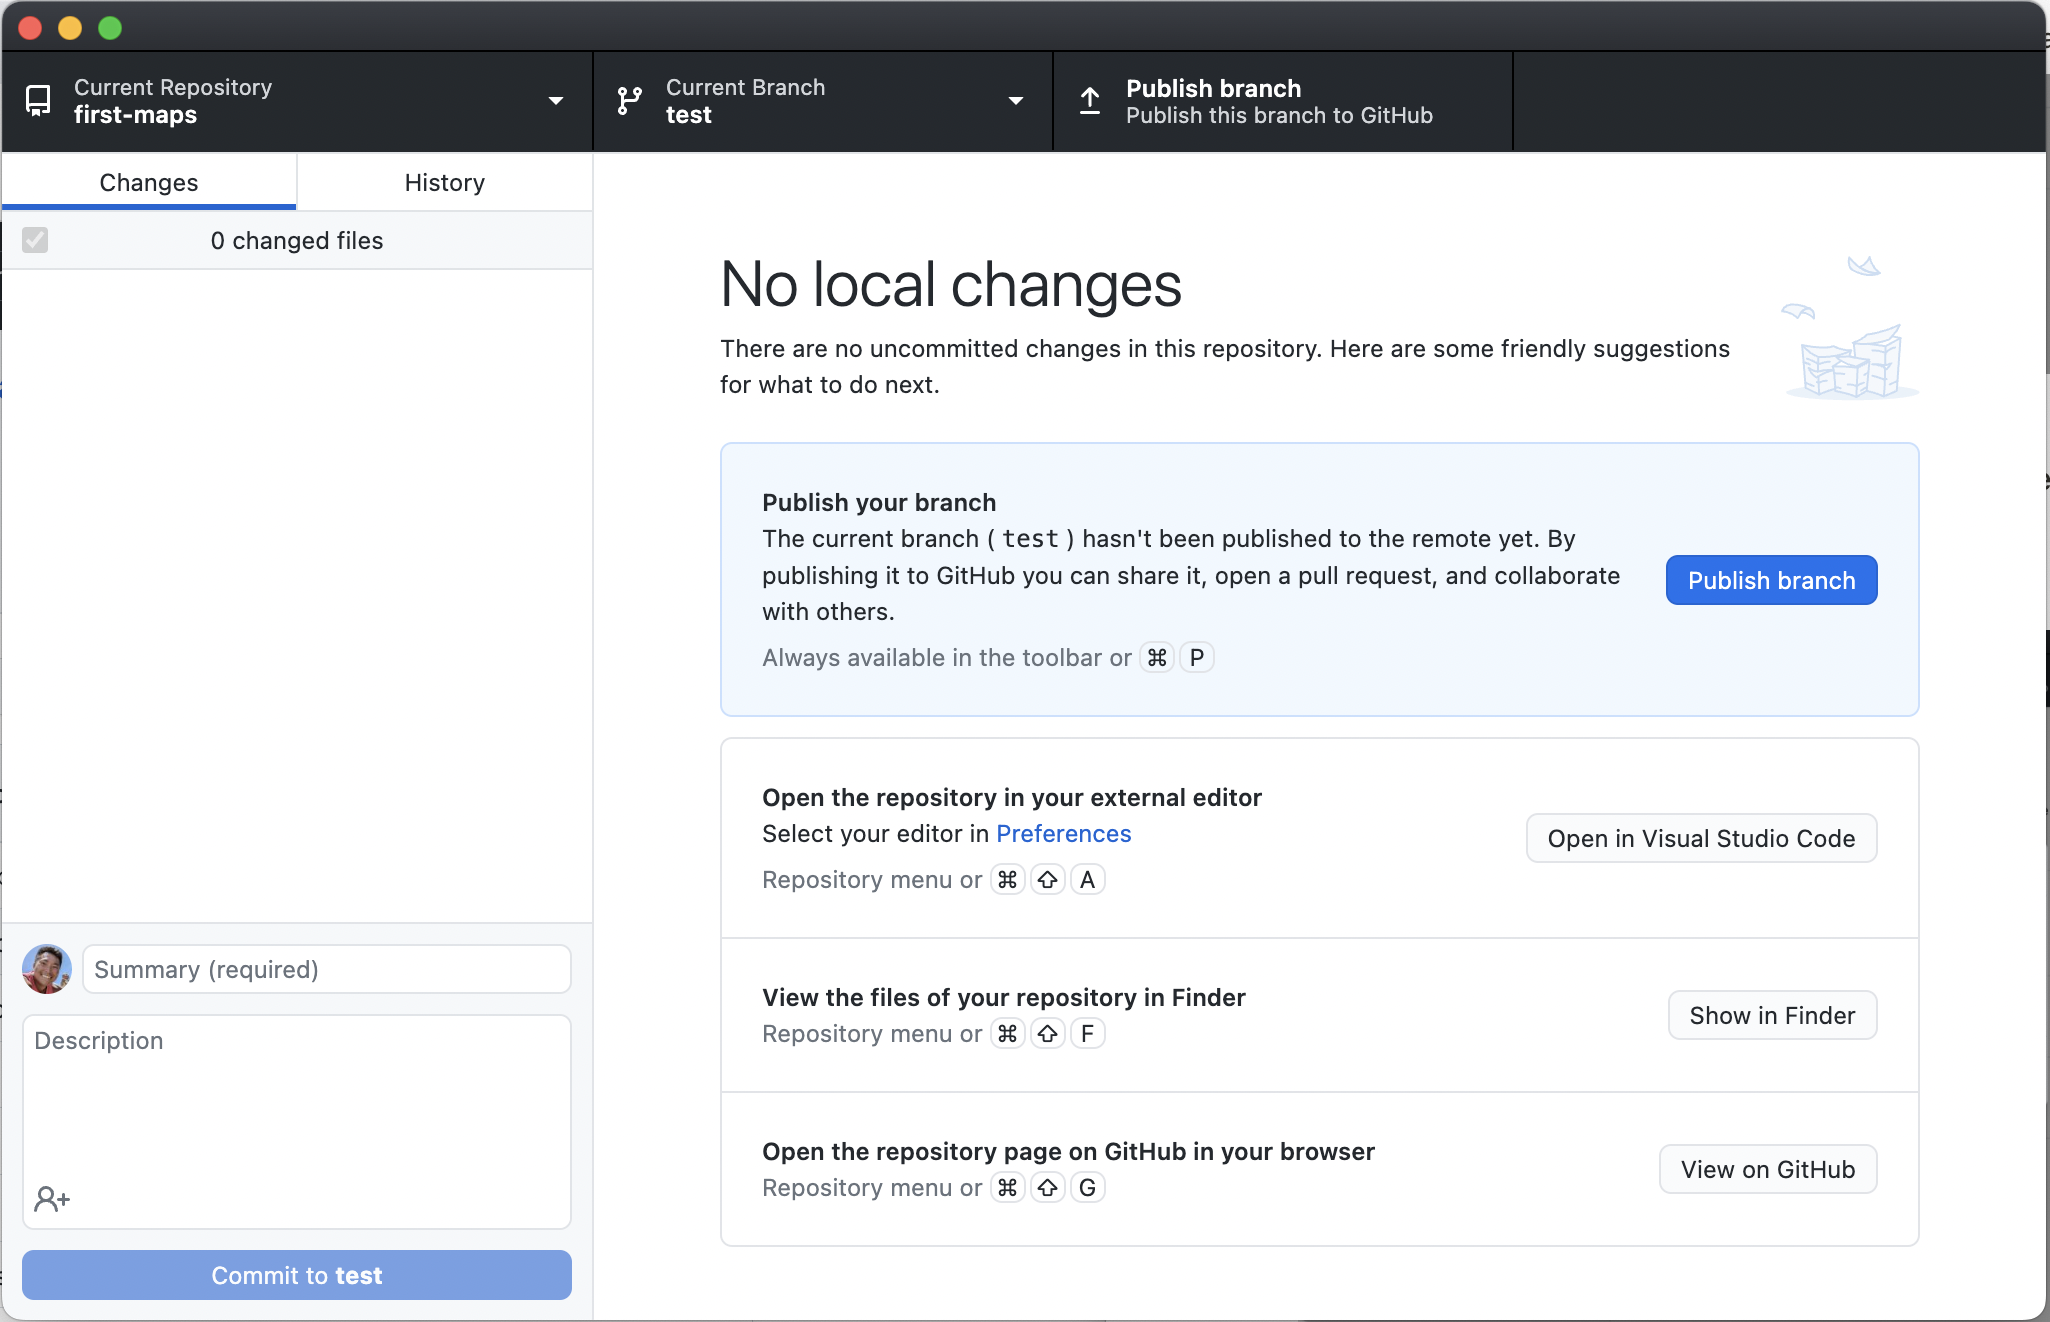 Current Repository
first-maps
Current Branch
test
Publish branch
Publish this branch to GitHub
Changes
History
0 changed files
No local changes
There are no uncommitted changes in this repository. Here are some friendly suggestions
for what to do next.
Publish your branch
The current branch ( test ) hasn't been published to the remote yet. By
publishing it to GitHub you can share it, open a pull request, and collaborate
with others.
Always available in the toolbar or ⌘ P
Publish branch
Open the repository in your external editor
Select your editor in Preferences
Repository menu or ⌘ ⇧ A
Open in Visual Studio Code
View the files of your repository in Finder
Repository menu or ⌘ ⇧ F
Show in Finder
Open the repository page on GitHub in your browser
Repository menu or ⌘ ⇧ G
View on GitHub
Summary (required)
Description
Commit to test